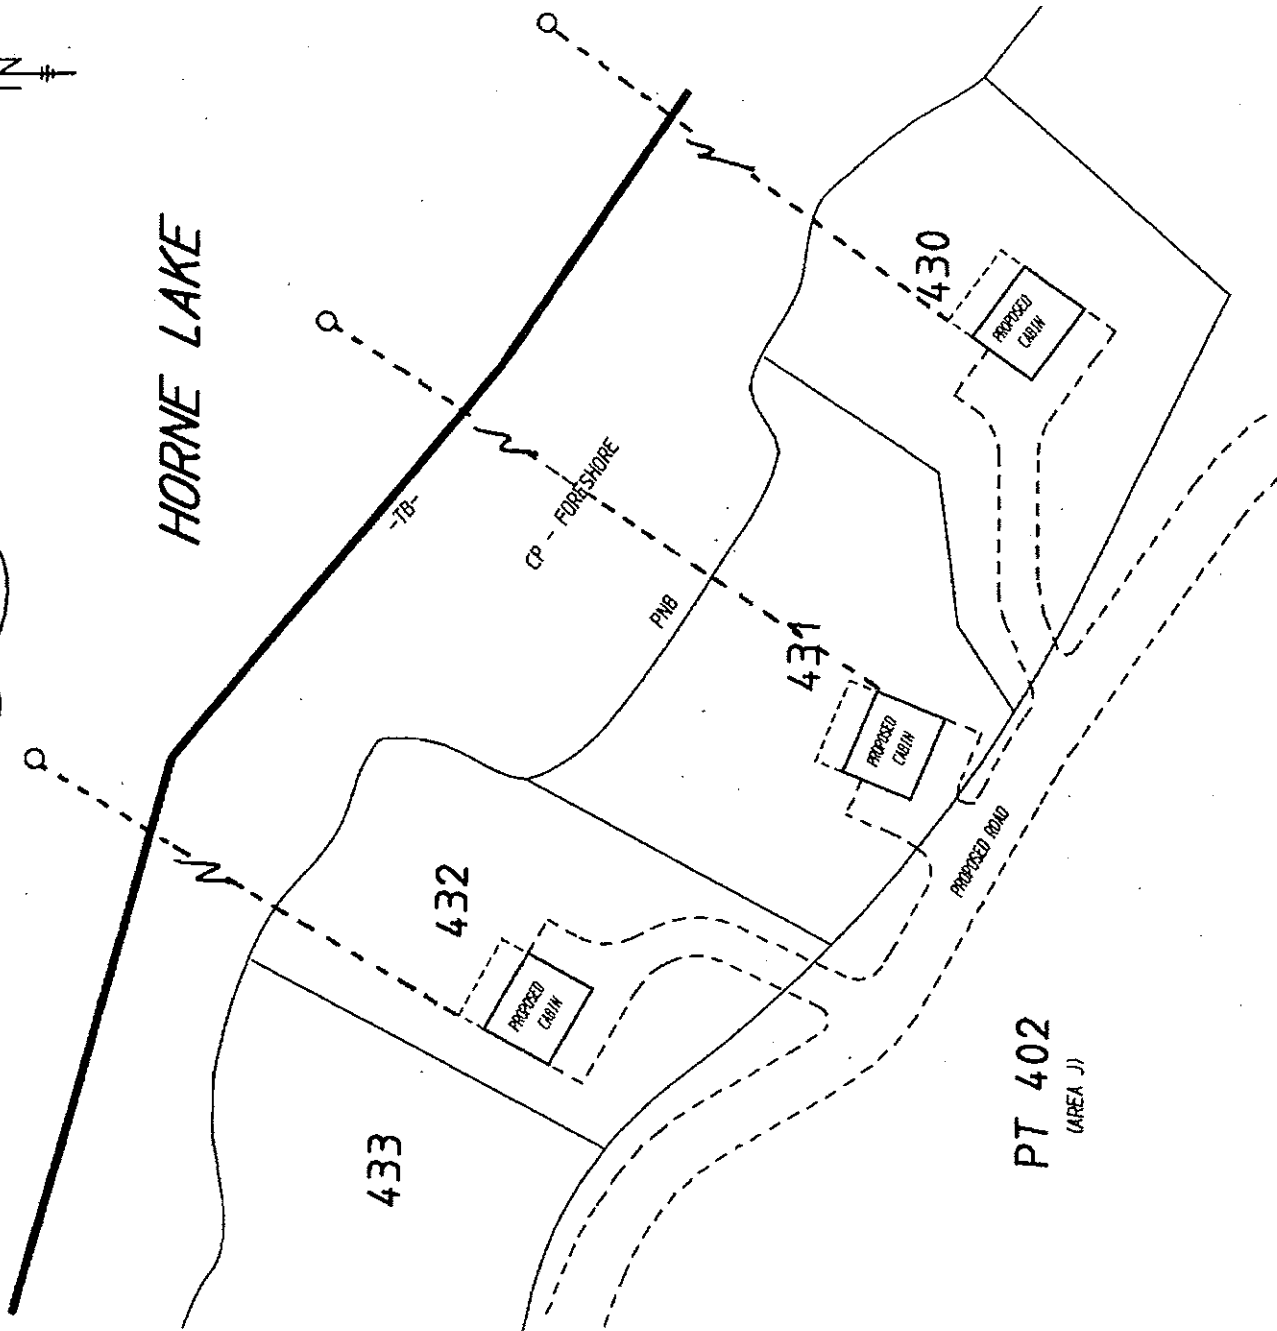 N
HORNE LAKE
-TB-
CP -- FORESHORE
PNB
430
PROPOSED
CABIN
431
PROPOSED
CABIN
432
PROPOSED
CABIN
433
PROPOSED ROAD
PT 402
(AREA J)